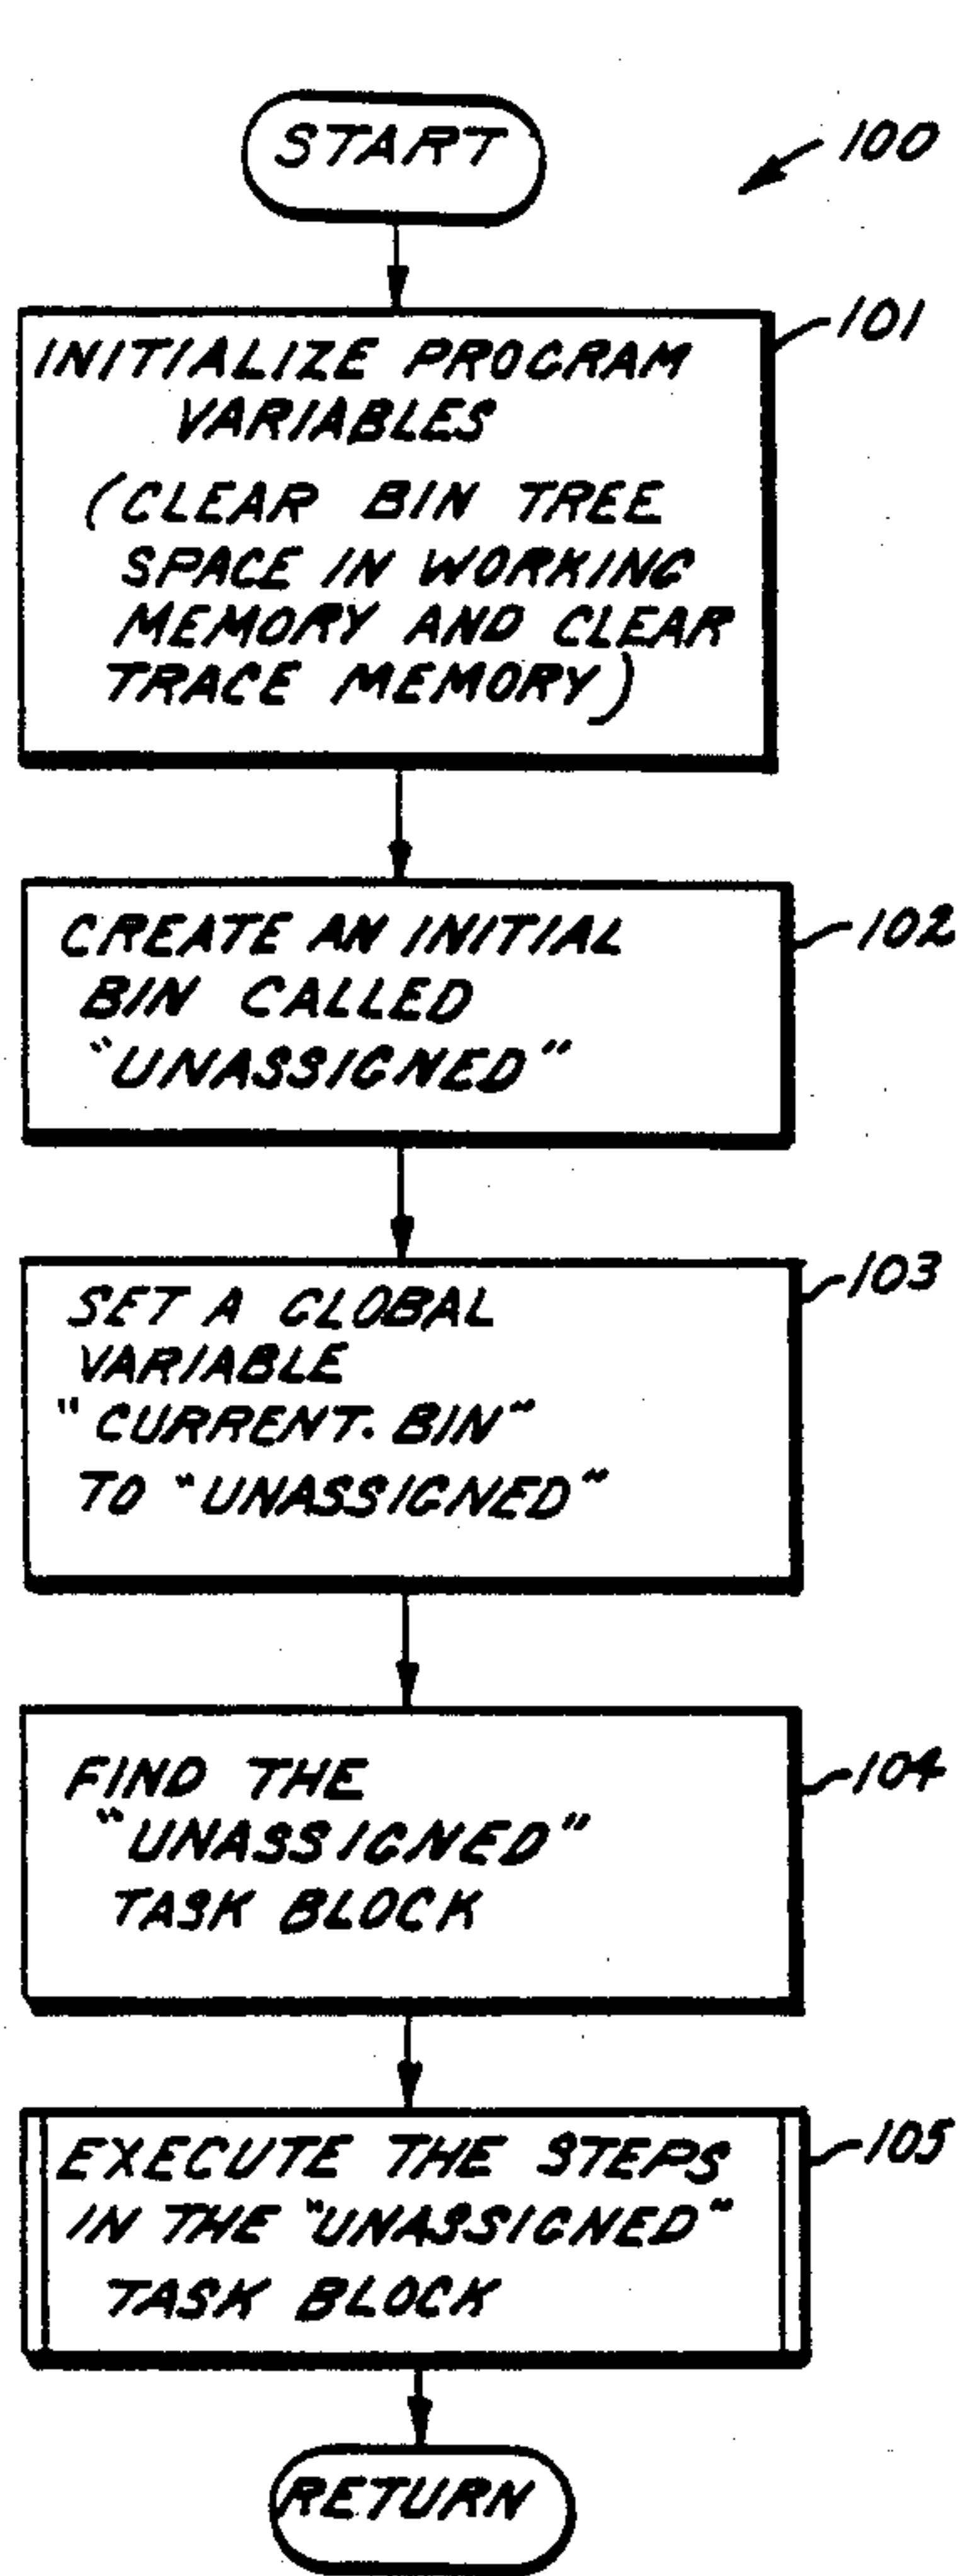 START
100
101
INITIALIZE PROGRAM
VARIABLES
(CLEAR BIN TREE
SPACE IN WORKING
MEMORY AND CLEAR
TRACE MEMORY)
102
CREATE AN INITIAL
BIN CALLED
"UNASSIGNED"
103
SET A GLOBAL
VARIABLE
"CURRENT.BIN"
TO "UNASSIGNED"
104
FIND THE
"UNASSIGNED"
TASK BLOCK
105
EXECUTE THE STEPS
IN THE "UNASSIGNED"
TASK BLOCK
RETURN